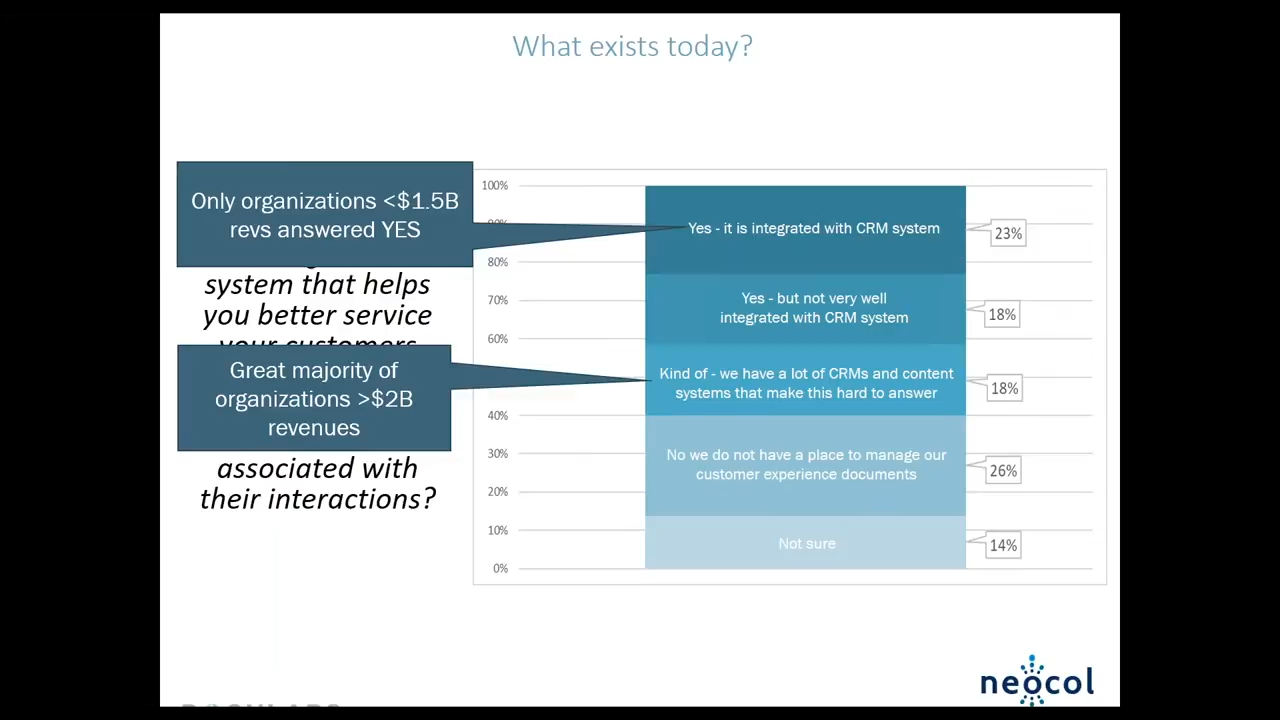 What exists today?
Only organizations <$1.5B
revs answered YES
system that helps
you better service
your customers
Great majority of
organizations >$2B
revenues
associated with
their interactions?
100%
90%
80%
70%
60%
40%
30%
20%
10%
0%
Yes - it is integrated with CRM system
23%
Yes - but not very well
integrated with CRM system
18%
Kind of - we have a lot of CRMs and content
systems that make this hard to answer
18%
No we do not have a place to manage our
customer experience documents
26%
Not sure
14%
neocol